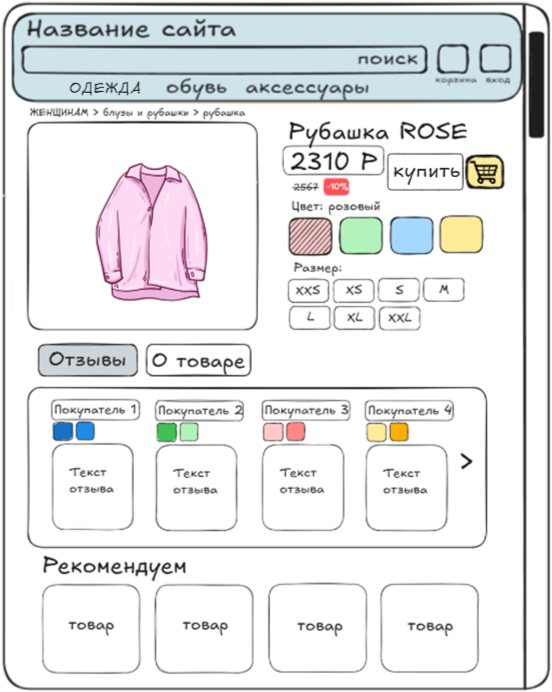 Название сайта
поиск
корзина вход
ОДЕЖДА обувь аксессуары
ЖЕНЩИНАМ > блузы и рубашки > рубашка
Рубашка ROSE
2310 Р
купить
2567 -10%
Цвет: розовый
Размер:
XXS XS S M
L XL XXL
Отзывы О товаре
Покупатель 1 Покупатель 2 Покупатель 3 Покупатель 4
Текст отзыва
Текст отзыва
Текст отзыва
Текст отзыва
>
Рекомендуем
товар товар товар товар